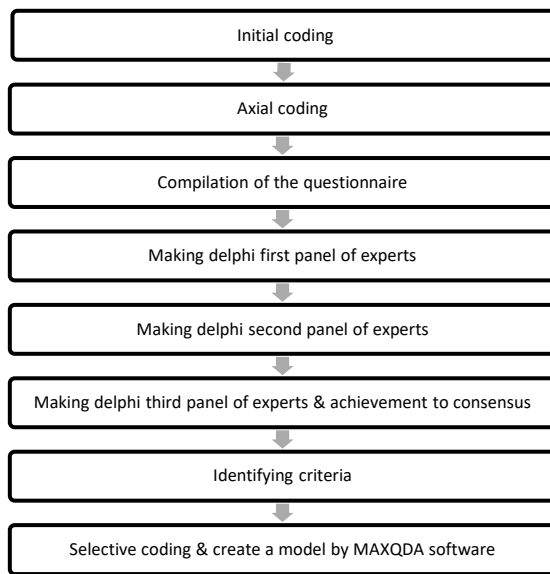 Initial coding
Axial coding
Compilation of the questionnaire
Making delphi first panel of experts
Making delphi second panel of experts
Making delphi third panel of experts & achievement to consensus
Identifying criteria
Selective coding & create a model by MAXQDA software